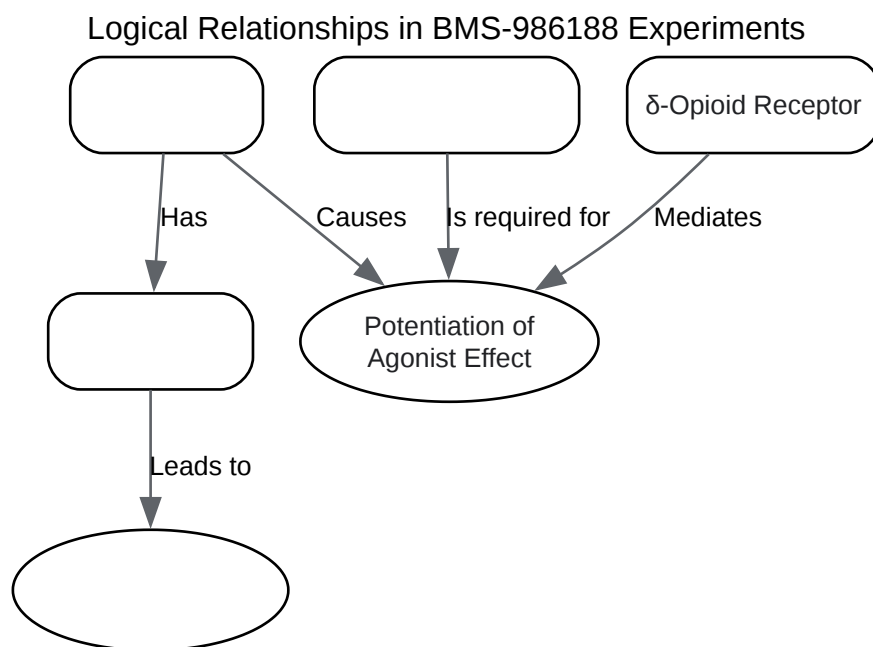 Logical Relationships in BMS-986188 Experiments
δ-Opioid Receptor
Has
Causes
Is required for
Mediates
Potentiation of
Agonist Effect
Leads to